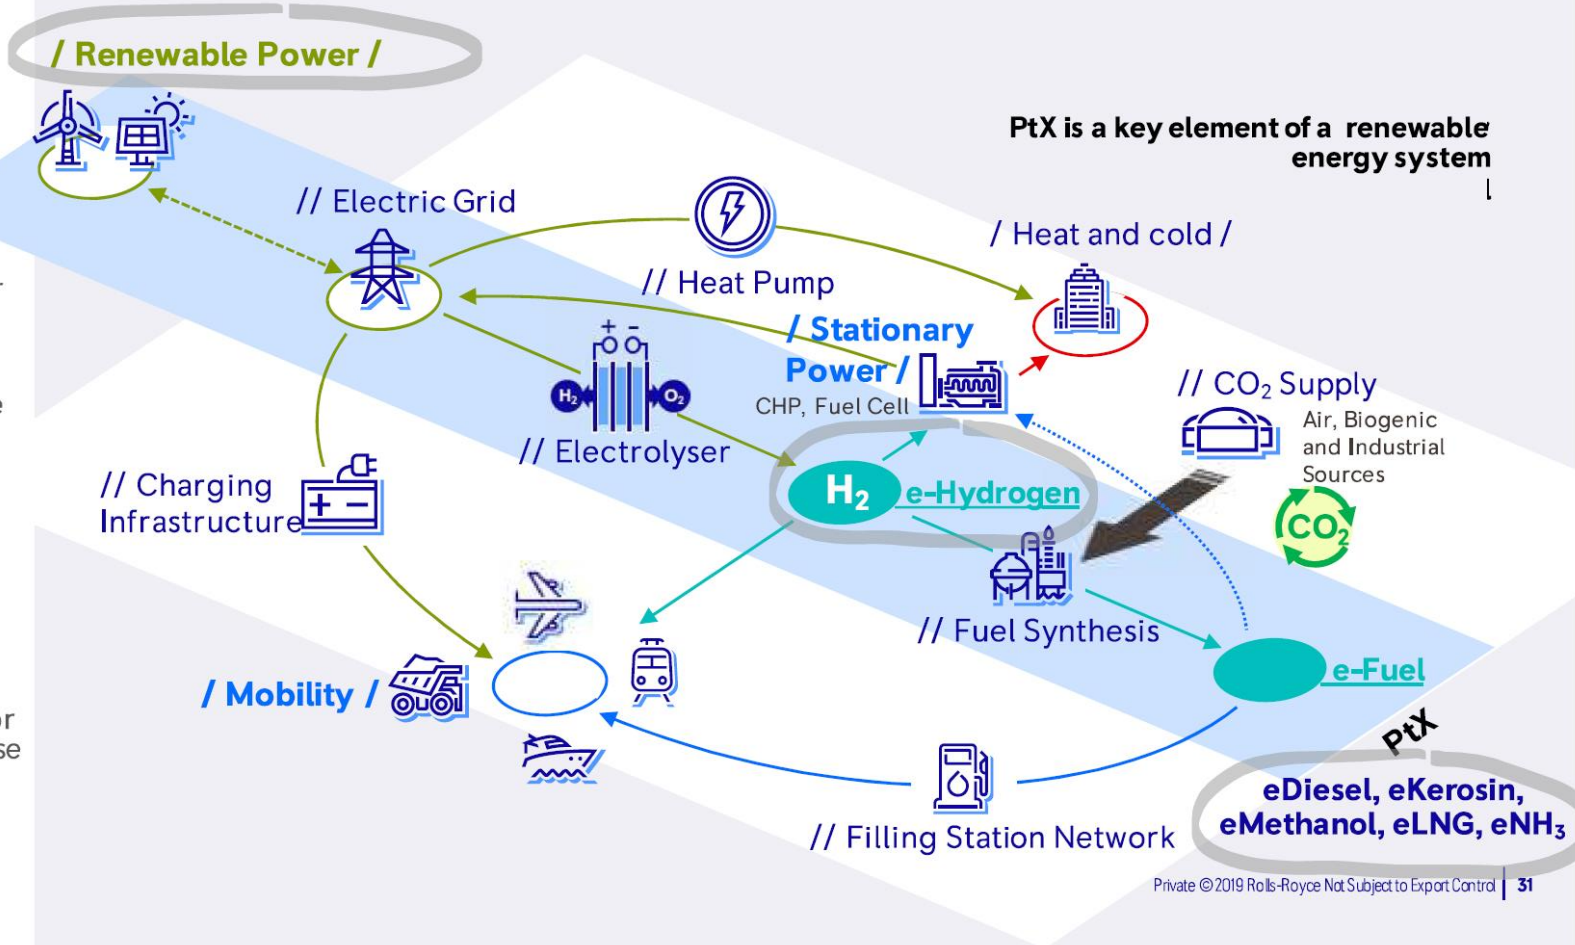 / Renewable Power /
PtX is a key element of a renewable
energy system
// Electric Grid
/ Heat and cold /
// Heat Pump
/ Stationary
Power /
CHP, Fuel Cell
+ -
H₂
O₂
// Electrolyser
// CO₂ Supply
Air, Biogenic
and Industrial
Sources
CO₂
// Charging
Infrastructure
+ -
H₂ e-Hydrogen
// Fuel Synthesis
e-Fuel
/ Mobility /
or
se
PtX
eDiesel, eKerosin,
eMethanol, eLNG, eNH₃
// Filling Station Network
Private © 2019 Rolls-Royce Not Subject to Export Control | 31